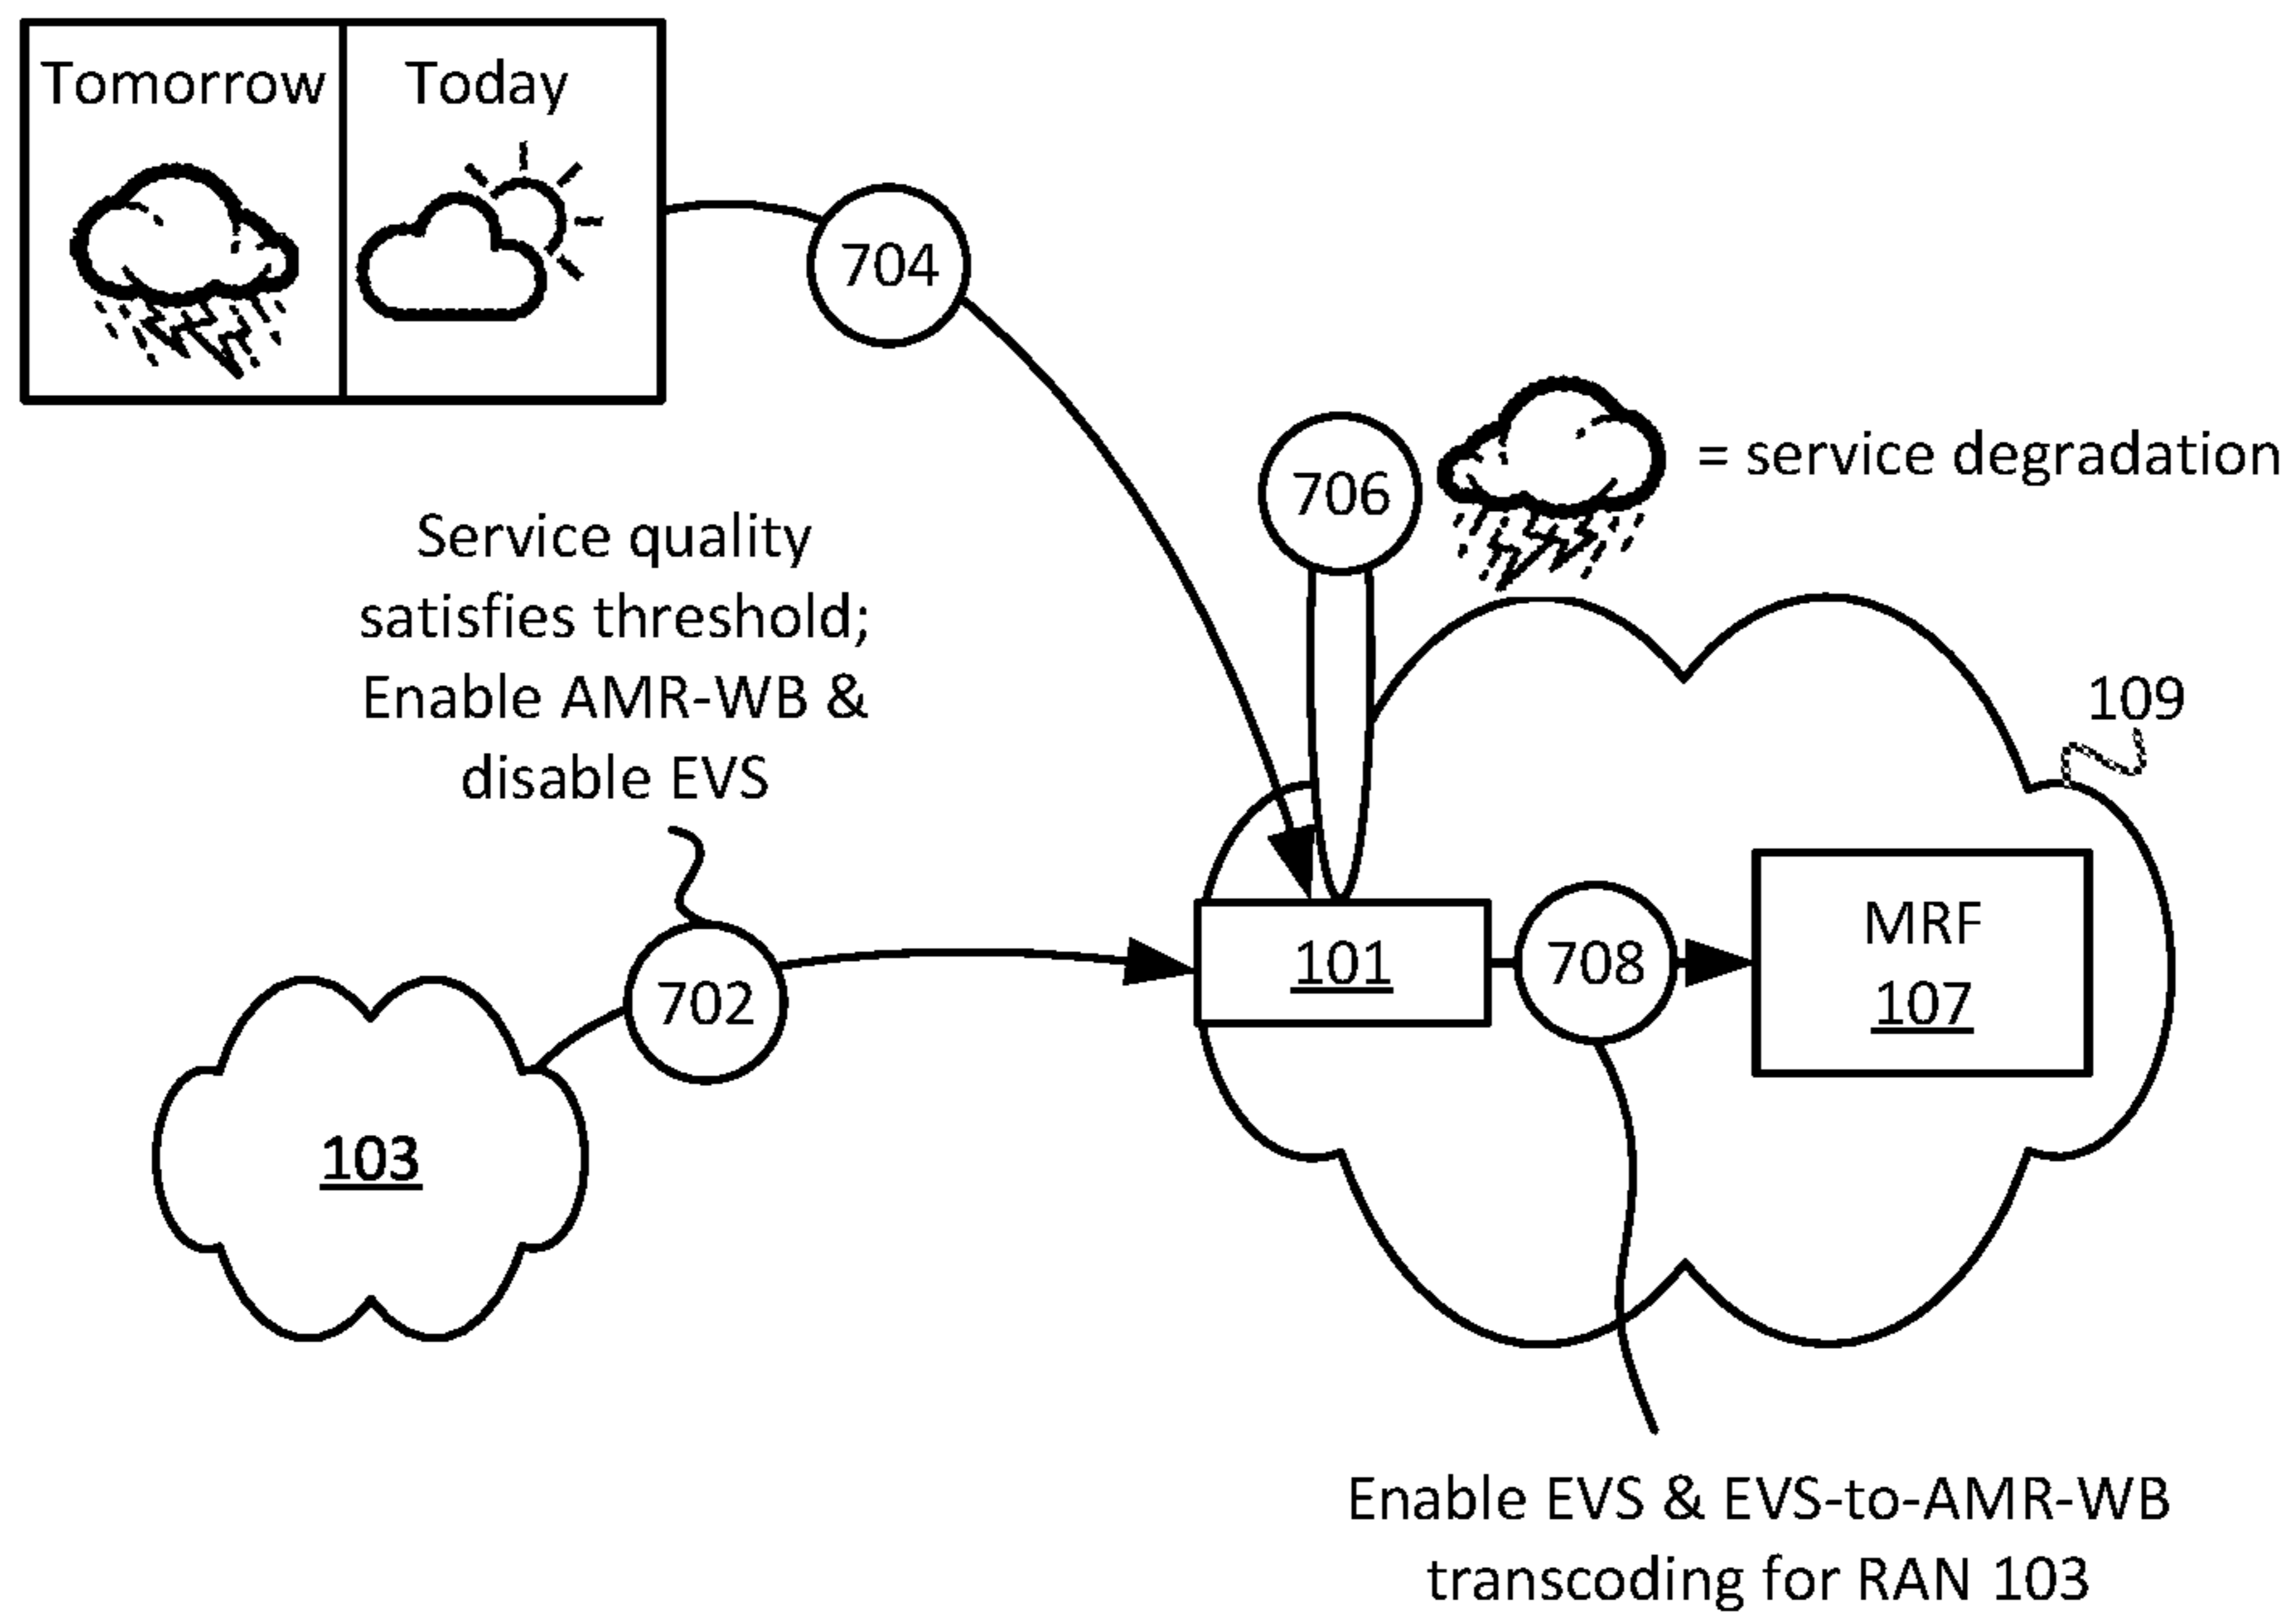 Tomorrow
Today
704
706
= service degradation
Service quality
satisfies threshold;
Enable AMR-WB &
disable EVS
109
702
101
708
MRF
107
103
Enable EVS & EVS-to-AMR-WB
transcoding for RAN 103